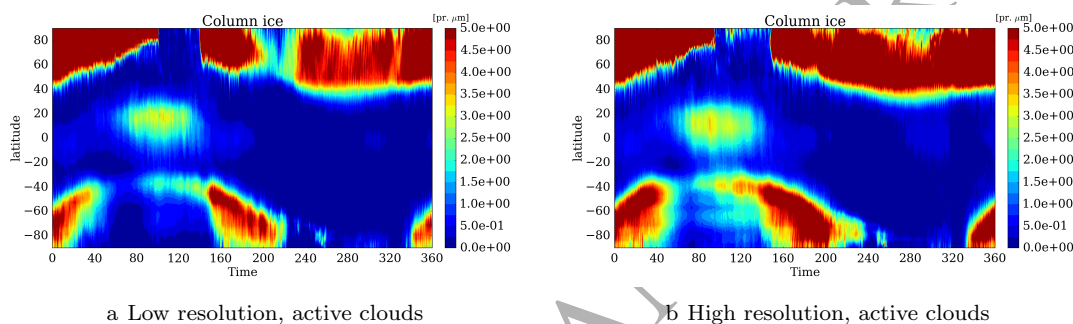 Column ice
[pr. μm]
80
60
40
20
0
−20
−40
−60
−80
latitude
0 40 80 120 160 200 240 280 320 360
Time
5.0e+00
4.5e+00
4.0e+00
3.5e+00
3.0e+00
2.5e+00
2.0e+00
1.5e+00
1.0e+00
5.0e-01
0.0e+00
a Low resolution, active clouds
Column ice
[pr. μm]
80
60
40
20
0
−20
−40
−60
−80
latitude
0 40 80 120 160 200 240 280 320 360
Time
5.0e+00
4.5e+00
4.0e+00
3.5e+00
3.0e+00
2.5e+00
2.0e+00
1.5e+00
1.0e+00
5.0e-01
0.0e+00
b High resolution, active clouds